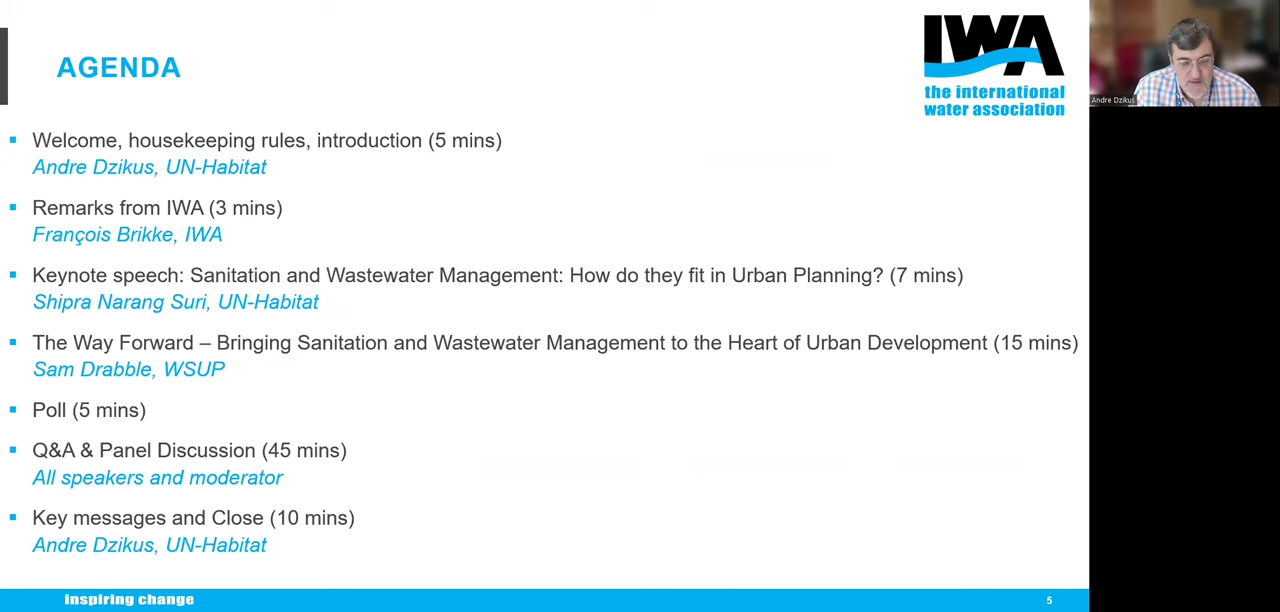 AGENDA
IWA
the international
water association
Andre Dzikus
Welcome, housekeeping rules, introduction (5 mins)
Andre Dzikus, UN-Habitat
Remarks from IWA (3 mins)
François Brikke, IWA
Keynote speech: Sanitation and Wastewater Management: How do they fit in Urban Planning? (7 mins)
Shipra Narang Suri, UN-Habitat
The Way Forward – Bringing Sanitation and Wastewater Management to the Heart of Urban Development (15 mins)
Sam Drabble, WSUP
Poll (5 mins)
Q&A & Panel Discussion (45 mins)
All speakers and moderator
Key messages and Close (10 mins)
Andre Dzikus, UN-Habitat
inspiring change
5